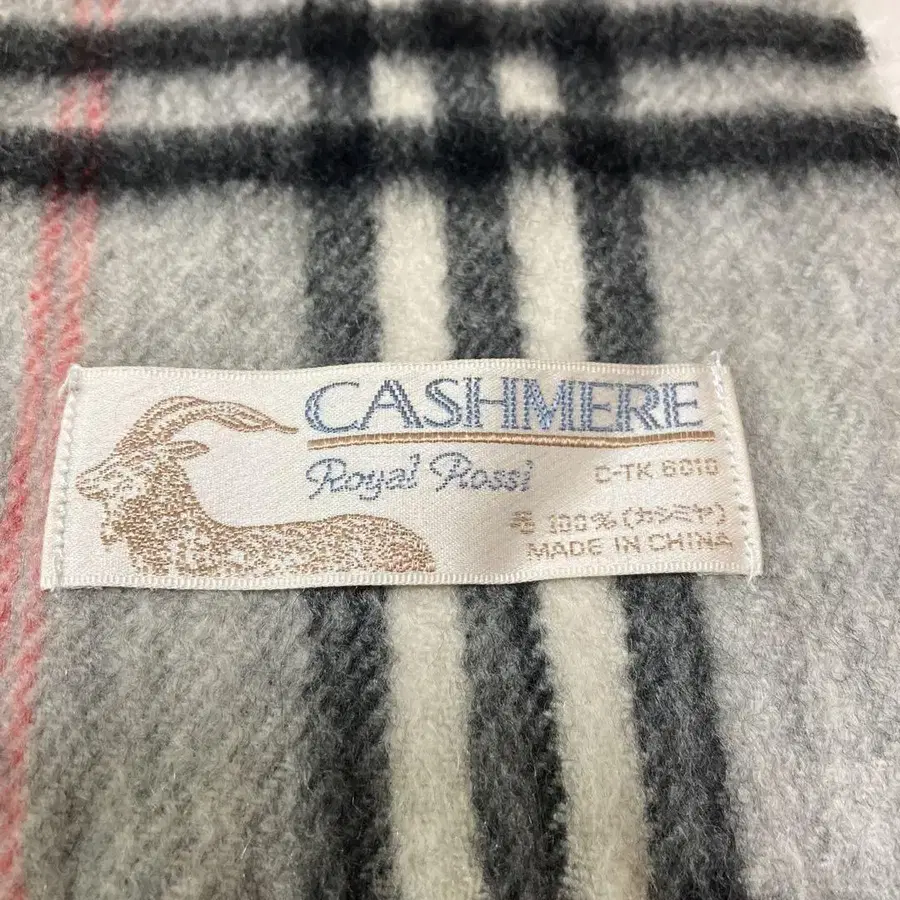 CASHMERE
Royal Rossi
C-TK 6010
毛 100% (カシミヤ)
MADE IN CHINA